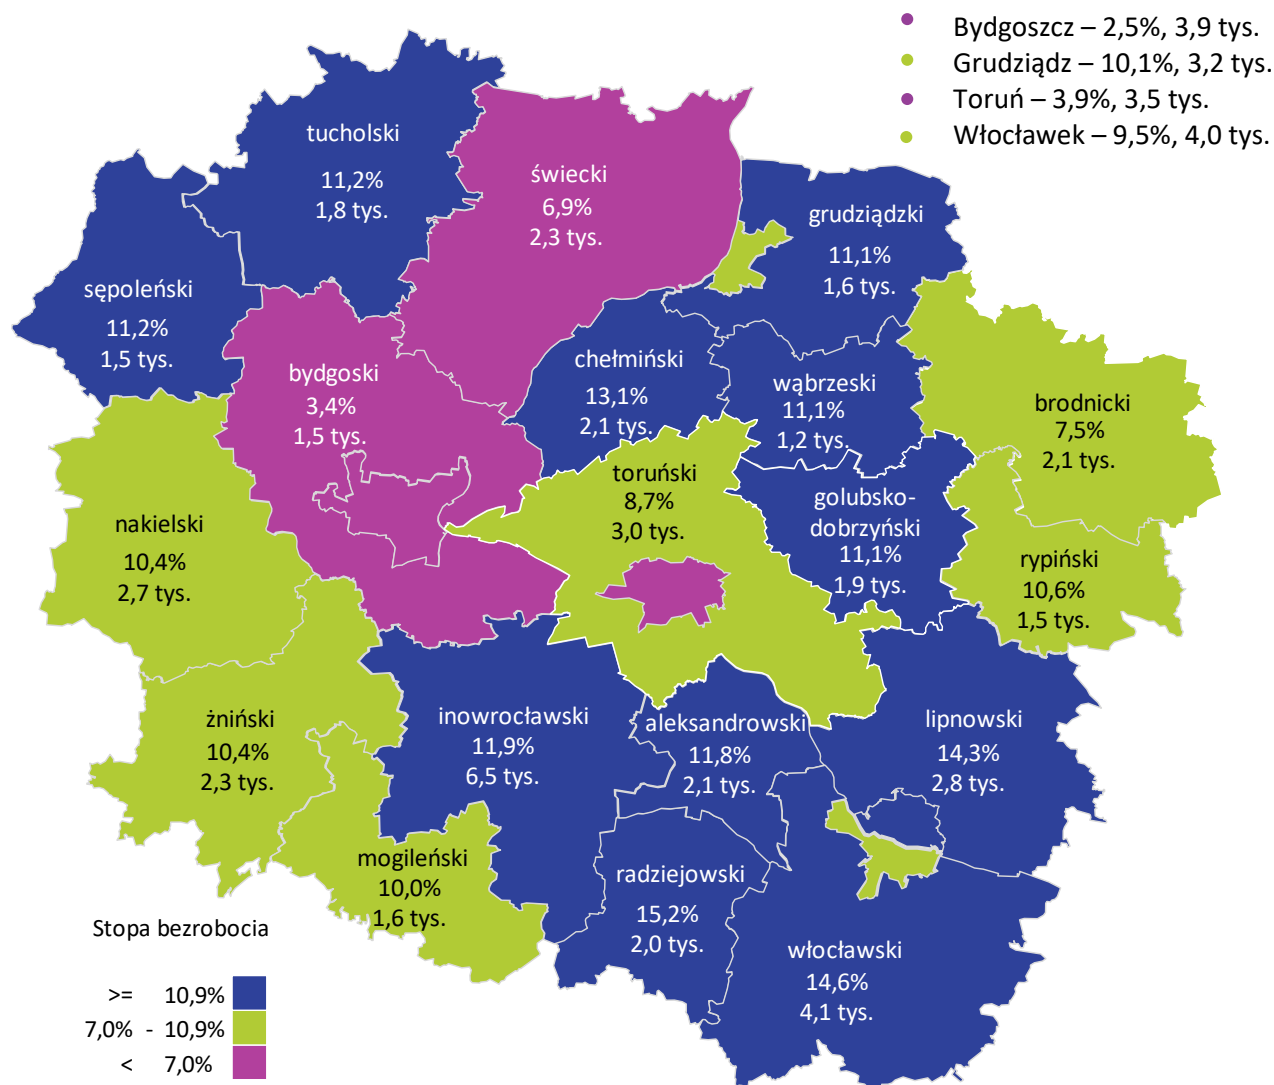 Bydgoszcz – 2,5%, 3,9 tys.
Grudziądz – 10,1%, 3,2 tys.
Toruń – 3,9%, 3,5 tys.
Włocławek – 9,5%, 4,0 tys.
tucholski
11,2%
1,8 tys.
świecki
6,9%
2,3 tys.
grudziądzki
11,1%
1,6 tys.
sępoleński
11,2%
1,5 tys.
bydgoski
3,4%
1,5 tys.
chełmiński
13,1%
2,1 tys.
wąbrzeski
11,1%
1,2 tys.
brodnicki
7,5%
2,1 tys.
nakielski
10,4%
2,7 tys.
toruński
8,7%
3,0 tys.
golubsko-
dobrzyński
11,1%
1,9 tys.
rypiński
10,6%
1,5 tys.
żniński
10,4%
2,3 tys.
inowrocławski
11,9%
6,5 tys.
aleksandrowski
11,8%
2,1 tys.
lipnowski
14,3%
2,8 tys.
mogileński
10,0%
1,6 tys.
radziejowski
15,2%
2,0 tys.
włocławski
14,6%
4,1 tys.
Stopa bezrobocia
>= 10,9%
7,0% - 10,9%
< 7,0%